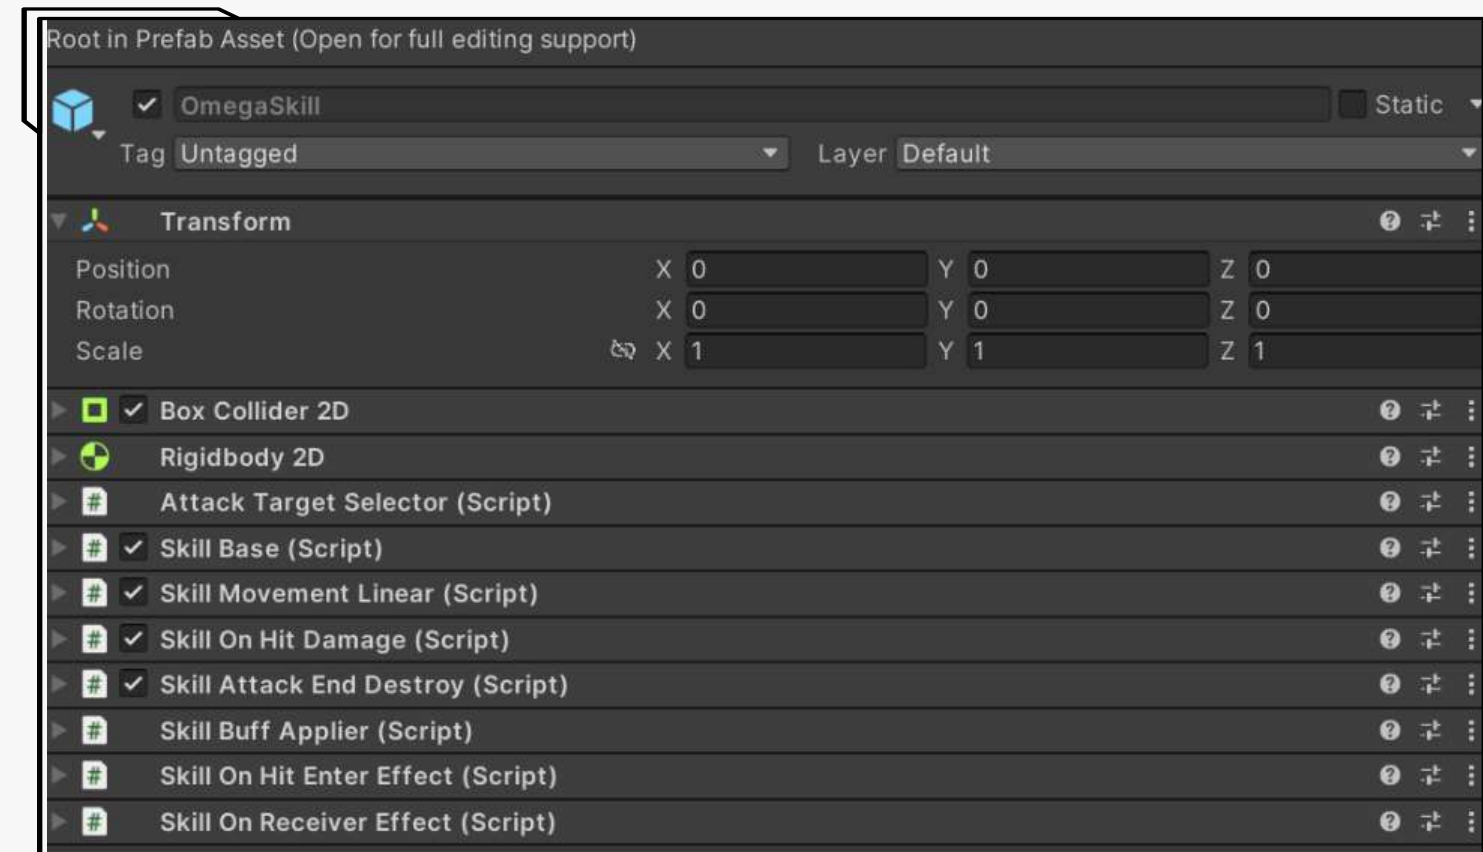 Root in Prefab Asset (Open for full editing support)
OmegaSkill Static
Tag Untagged Layer Default
Transform
Position X 0 Y 0 Z 0
Rotation X 0 Y 0 Z 0
Scale X 1 Y 1 Z 1
Box Collider 2D
Rigidbody 2D
# Attack Target Selector (Script)
# Skill Base (Script)
# Skill Movement Linear (Script)
# Skill On Hit Damage (Script)
# Skill Attack End Destroy (Script)
# Skill Buff Applier (Script)
# Skill On Hit Enter Effect (Script)
# Skill On Receiver Effect (Script)